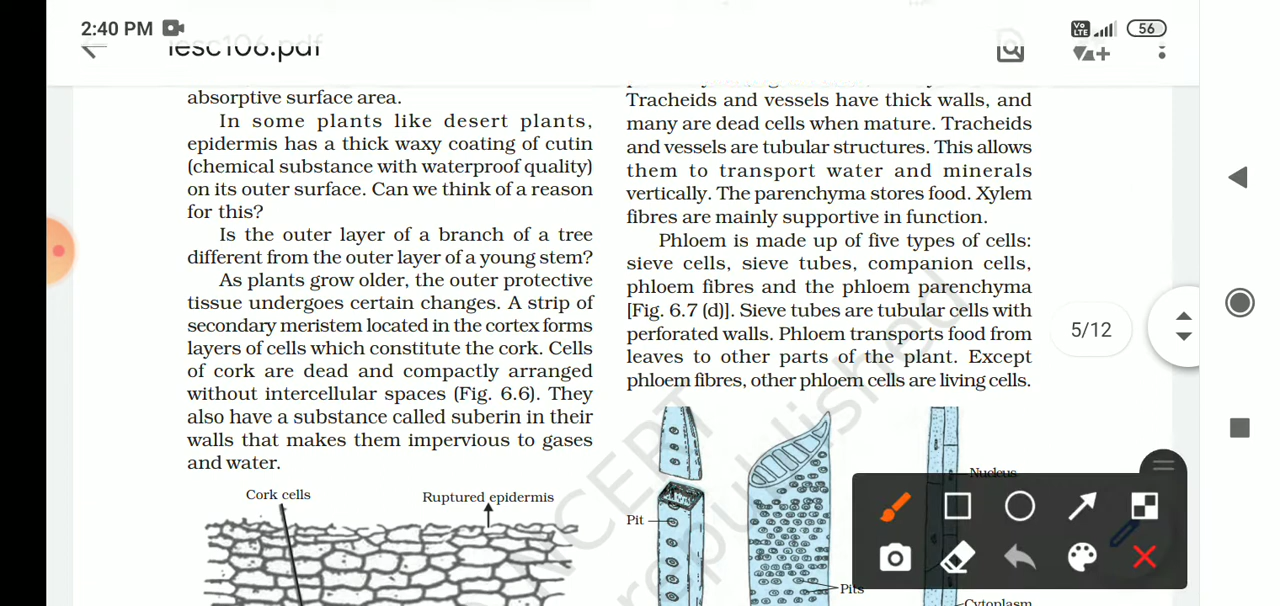 2:40 PM
Vo LTE
56
iesc106.pdf
absorptive surface area.
In some plants like desert plants,
epidermis has a thick waxy coating of cutin
(chemical substance with waterproof quality)
on its outer surface. Can we think of a reason
for this?
Is the outer layer of a branch of a tree
different from the outer layer of a young stem?
As plants grow older, the outer protective
tissue undergoes certain changes. A strip of
secondary meristem located in the cortex forms
layers of cells which constitute the cork. Cells
of cork are dead and compactly arranged
without intercellular spaces (Fig. 6.6). They
also have a substance called suberin in their
walls that makes them impervious to gases
and water.
Cork cells
Ruptured epidermis
Tracheids and vessels have thick walls, and
many are dead cells when mature. Tracheids
and vessels are tubular structures. This allows
them to transport water and minerals
vertically. The parenchyma stores food. Xylem
fibres are mainly supportive in function.
Phloem is made up of five types of cells:
sieve cells, sieve tubes, companion cells,
phloem fibres and the phloem parenchyma
[Fig. 6.7 (d)]. Sieve tubes are tubular cells with
perforated walls. Phloem transports food from
leaves to other parts of the plant. Except
phloem fibres, other phloem cells are living cells.
Nucleus
Pit
Pits
Cytoplasm
5/12
NCERT
republished